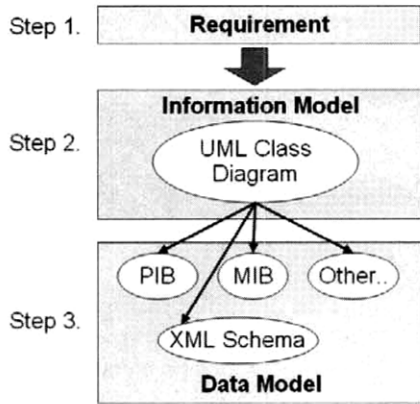 Step 1.
Requirement
Information Model
Step 2.
UML Class
Diagram
PIB
MIB
Other..
Step 3.
XML Schema
Data Model